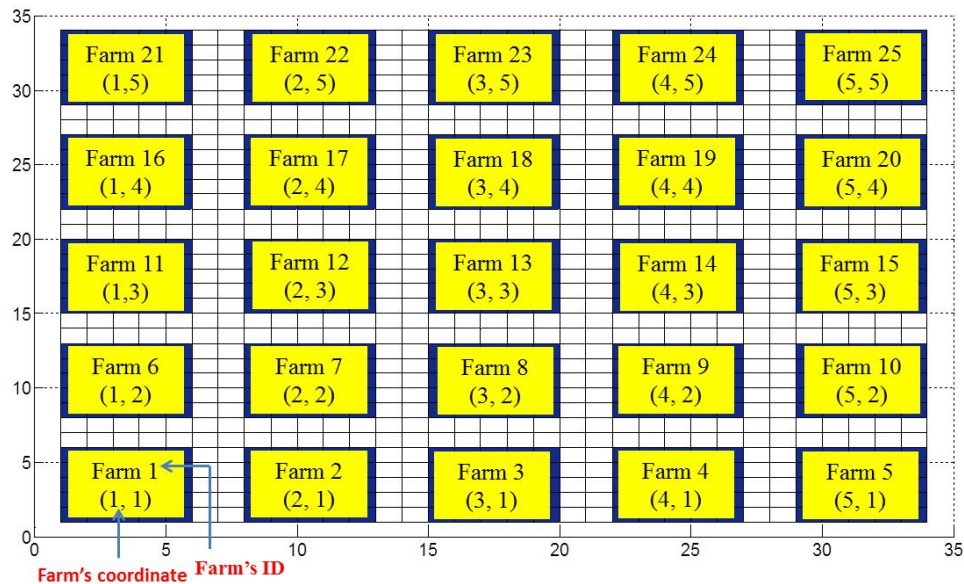 35
Farm 21
(1,5)
Farm 22
(2, 5)
Farm 23
(3, 5)
Farm 24
(4, 5)
Farm 25
(5, 5)
30
Farm 16
(1, 4)
Farm 17
(2, 4)
Farm 18
(3, 4)
Farm 19
(4, 4)
Farm 20
(5, 4)
25
20
Farm 11
(1,3)
Farm 12
(2, 3)
Farm 13
(3, 3)
Farm 14
(4, 3)
Farm 15
(5, 3)
15
Farm 6
(1, 2)
Farm 7
(2, 2)
Farm 8
(3, 2)
Farm 9
(4, 2)
Farm 10
(5, 2)
10
5
Farm 1
(1, 1)
Farm 2
(2, 1)
Farm 3
(3, 1)
Farm 4
(4, 1)
Farm 5
(5, 1)
0
0 5 10 15 20 25 30 35
Farm's coordinate
Farm's ID